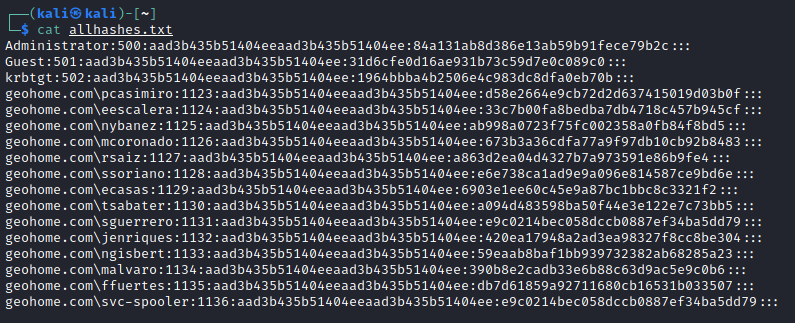 ┌──(kali㉿kali)-[~]
└─$ cat allhashes.txt
Administrator:500:aad3b435b51404eeaad3b435b51404ee:84a131ab8d386e13ab59b91fece79b2c:::
Guest:501:aad3b435b51404eeaad3b435b51404ee:31d6cfe0d16ae931b73c59d7e0c089c0:::
krbtgt:502:aad3b435b51404eeaad3b435b51404ee:1964bbba4b2506e4c983dc8dfa0eb70b:::
geohome.com\pcasimiro:1123:aad3b435b51404eeaad3b435b51404ee:d58e2664e9cb72d2d637415019d03b0f:::
geohome.com\eescalera:1124:aad3b435b51404eeaad3b435b51404ee:33c7b00fa8bedba7db4718c457b945cf:::
geohome.com\nybanez:1125:aad3b435b51404eeaad3b435b51404ee:ab998a0723f75fc002358a0fb84f8bd5:::
geohome.com\mcoronado:1126:aad3b435b51404eeaad3b435b51404ee:673b3a36cdfa77a9f97db10cb92b8483:::
geohome.com\rsaiz:1127:aad3b435b51404eeaad3b435b51404ee:a863d2ea04d4327b7a973591e86b9fe4:::
geohome.com\ssoriano:1128:aad3b435b51404eeaad3b435b51404ee:e6e738ca1ad9e9a096e814587ce9bd6e:::
geohome.com\ecasas:1129:aad3b435b51404eeaad3b435b51404ee:6903e1ee60c45e9a87bc1bbc8c3321f2:::
geohome.com\tsabater:1130:aad3b435b51404eeaad3b435b51404ee:a094d483598ba50f44e3e122e7c73bb5:::
geohome.com\sguerrero:1131:aad3b435b51404eeaad3b435b51404ee:e9c0214bec058dccb0887ef34ba5dd79:::
geohome.com\jenriques:1132:aad3b435b51404eeaad3b435b51404ee:420ea17948a2ad3ea98327f8cc8be304:::
geohome.com\ngisbert:1133:aad3b435b51404eeaad3b435b51404ee:59eaab8baf1bb939732382ab68285a23:::
geohome.com\malvaro:1134:aad3b435b51404eeaad3b435b51404ee:390b8e2cadb33e6b88c63d9ac5e9c0b6:::
geohome.com\ffuertes:1135:aad3b435b51404eeaad3b435b51404ee:db7d61859a92711680cb16531b033507:::
geohome.com\svc-spooler:1136:aad3b435b51404eeaad3b435b51404ee:e9c0214bec058dccb0887ef34ba5dd79:::